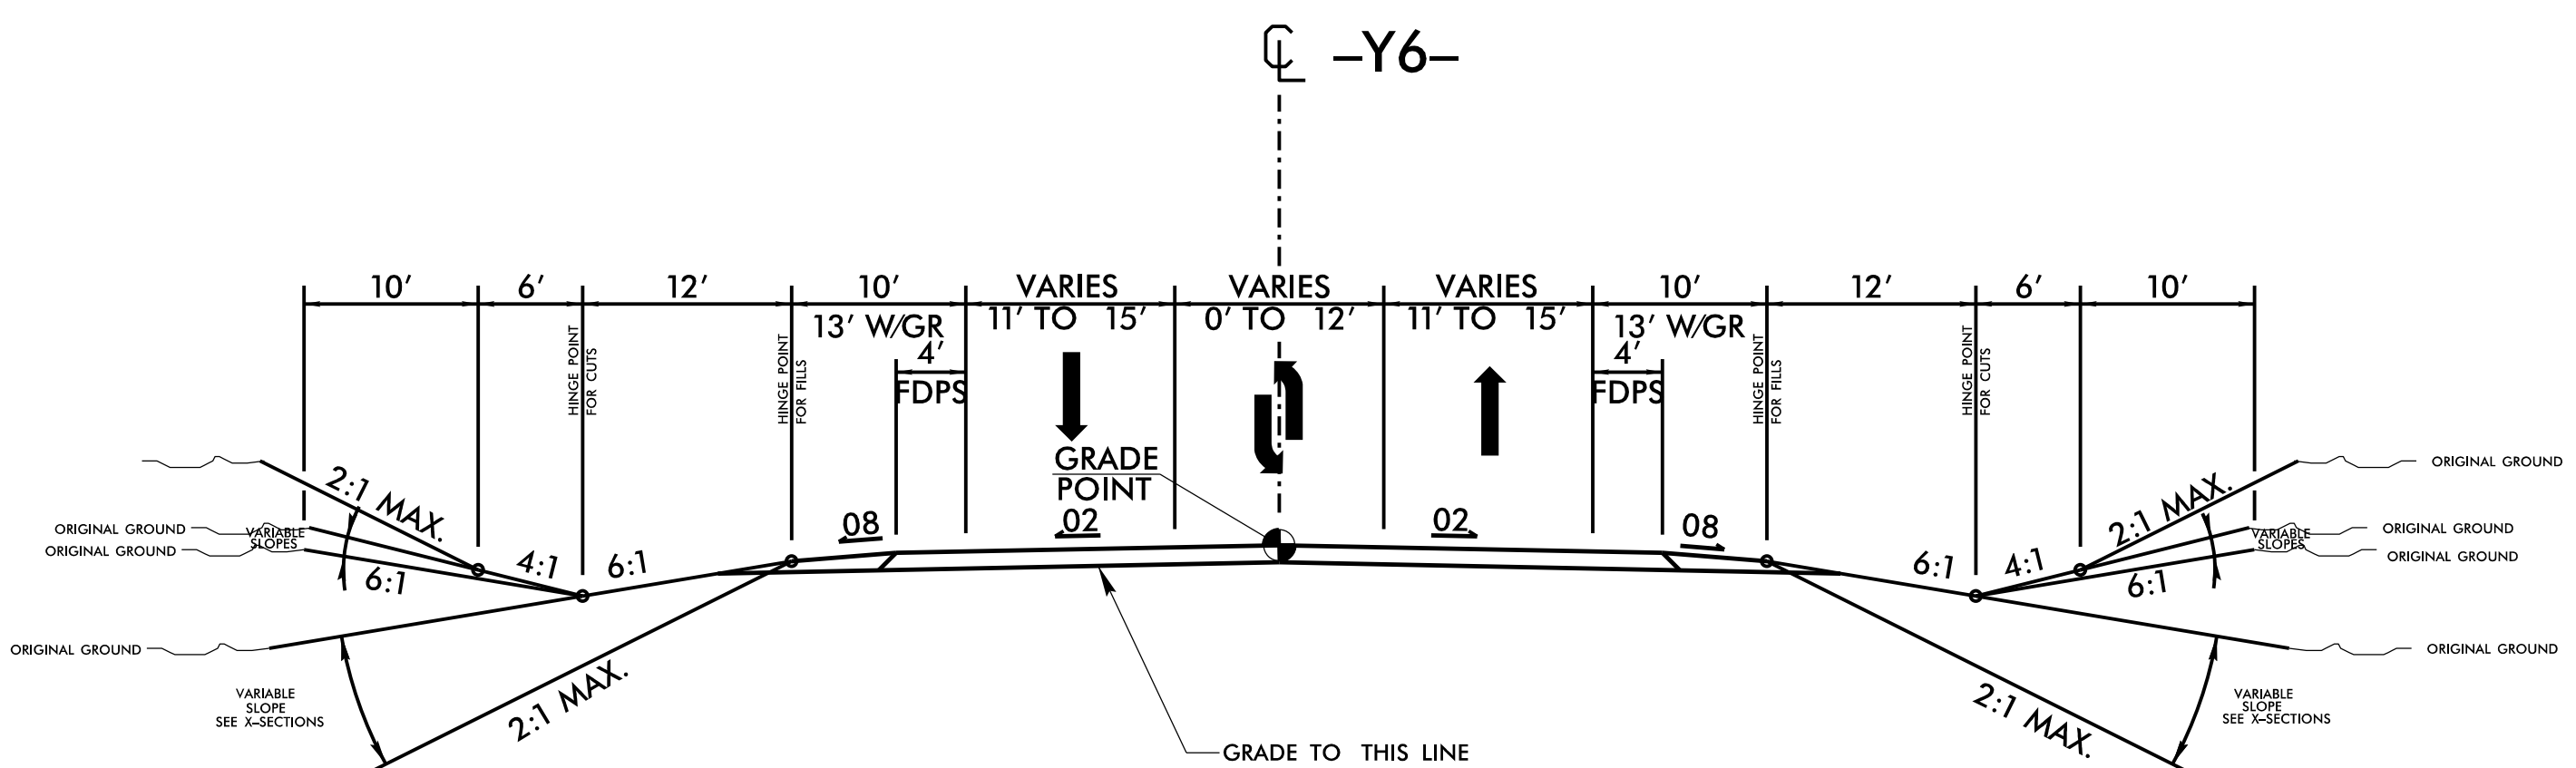 CL –Y6–
10' 6' 12' 10' VARIES VARIES VARIES 10' 12' 6' 10'
13' W/GR 11' TO 15' 0' TO 12' 11' TO 15' 13' W/GR
4' 4'
FDPS FDPS
HINGE POINT
FOR CUTS
HINGE POINT
FOR FILLS
HINGE POINT
FOR FILLS
HINGE POINT
FOR CUTS
GRADE
POINT
2:1 MAX.
08 02 02 08
2:1 MAX.
ORIGINAL GROUND
ORIGINAL GROUND
ORIGINAL GROUND
VARIABLE
SLOPES
ORIGINAL GROUND
VARIABLE
SLOPES
ORIGINAL GROUND
ORIGINAL GROUND
6:1 4:1 6:1
6:1 4:1 6:1
ORIGINAL GROUND
ORIGINAL GROUND
VARIABLE
SLOPE
SEE X–SECTIONS
2:1 MAX.
2:1 MAX.
VARIABLE
SLOPE
SEE X–SECTIONS
GRADE TO THIS LINE